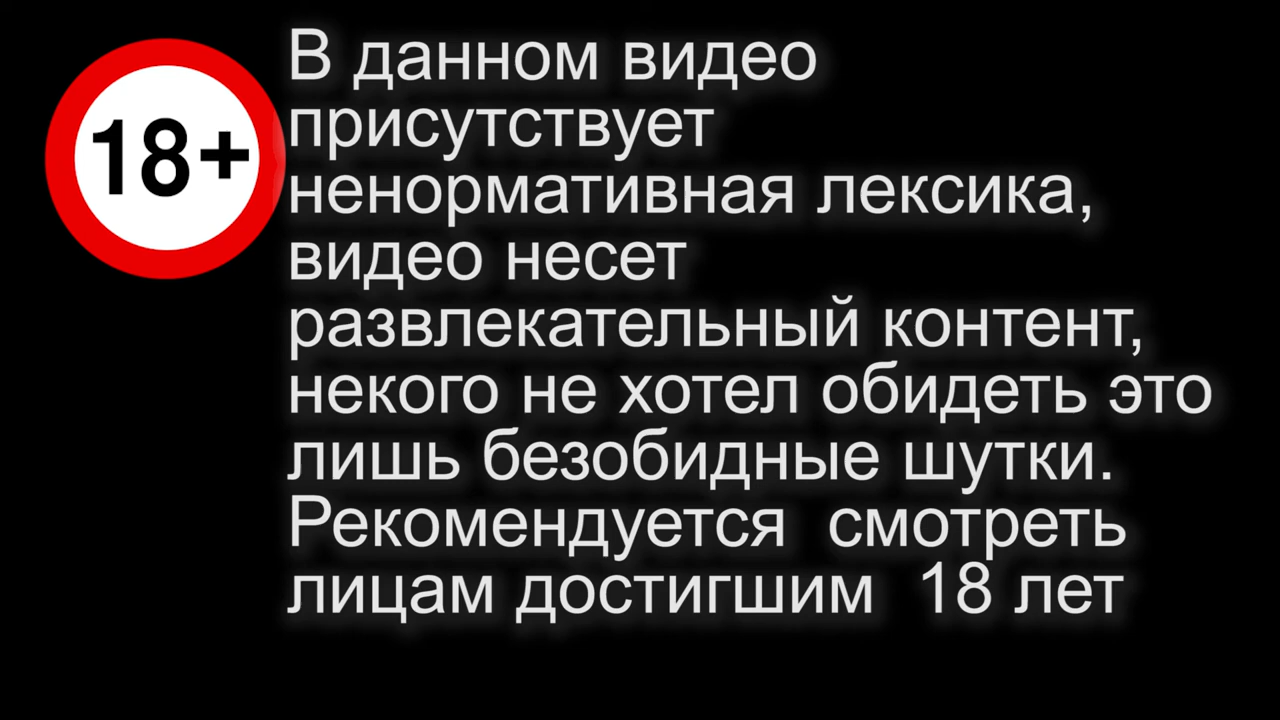 18+
В данном видео
присутствует
ненормативная лексика,
видео несет
развлекательный контент,
некого не хотел обидеть это
лишь безобидные шутки.
Рекомендуется смотреть
лицам достигшим 18 лет